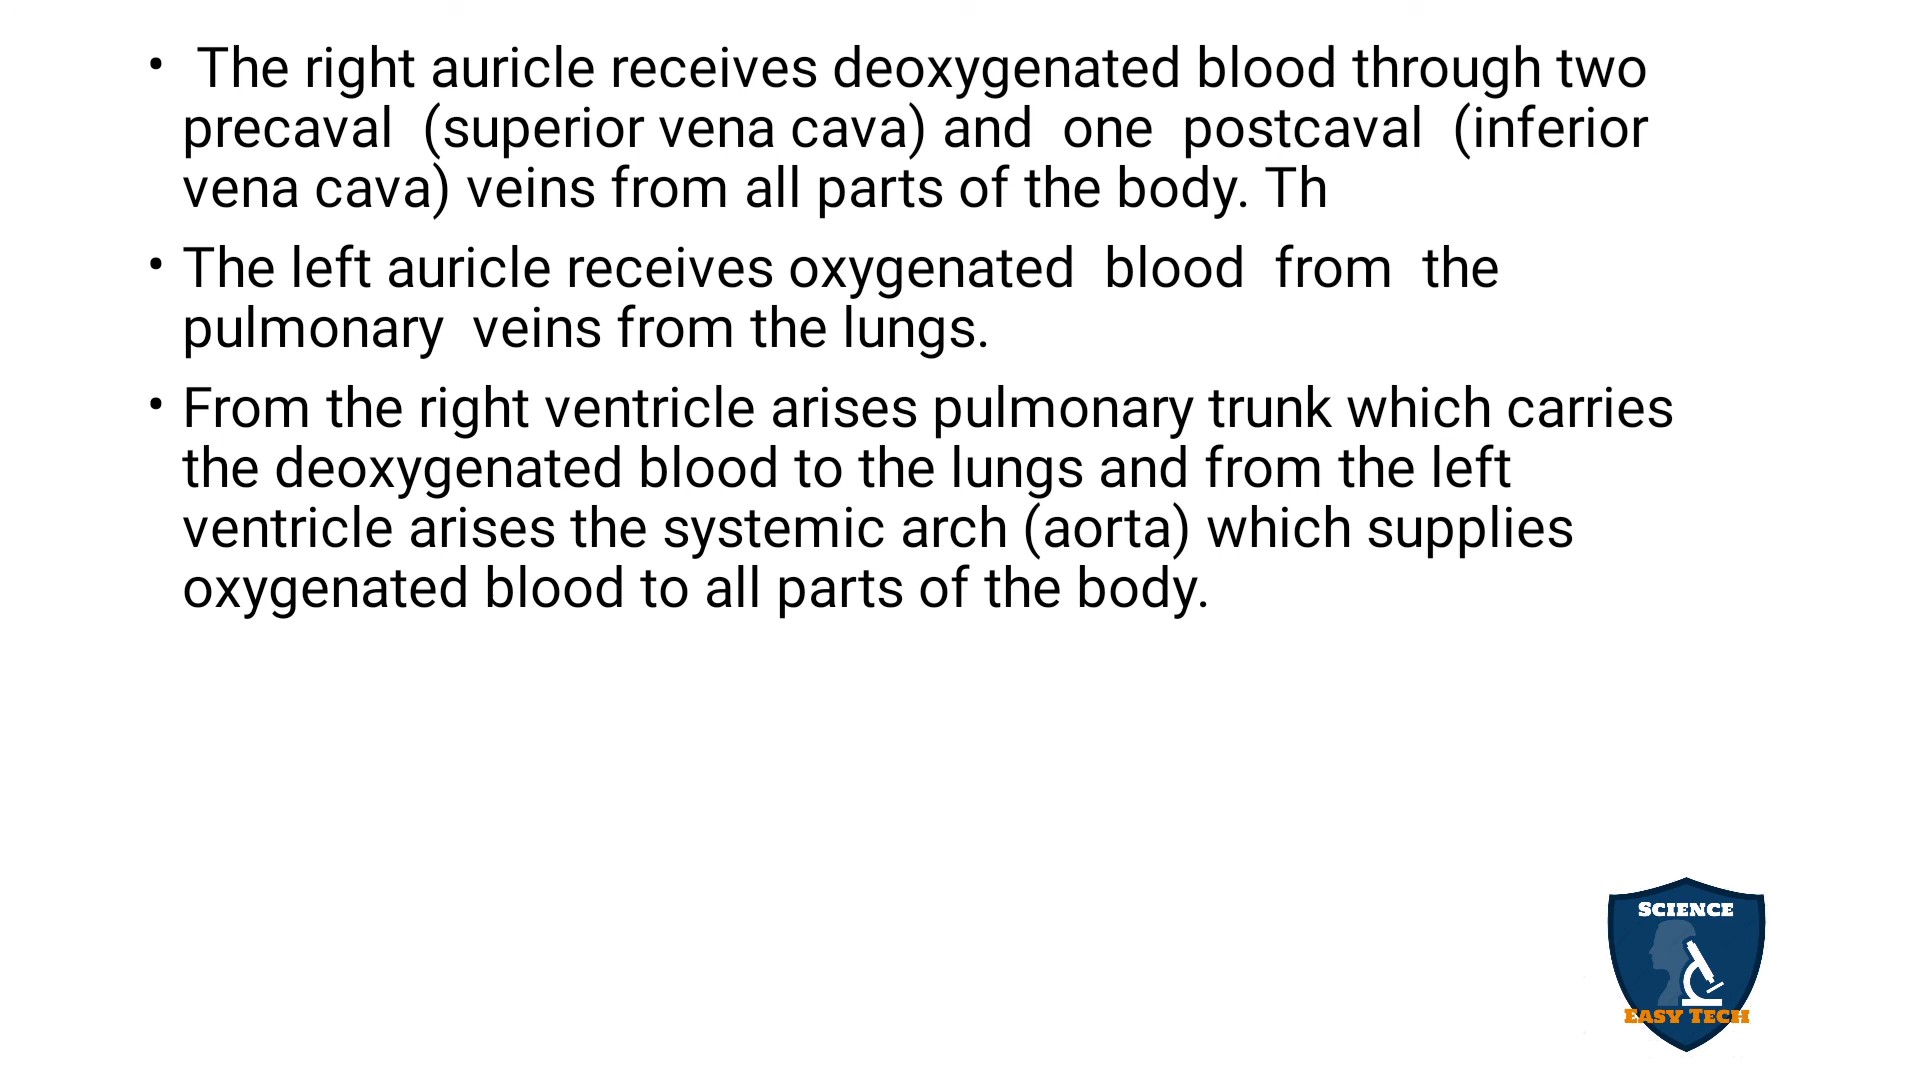 • The right auricle receives deoxygenated blood through two
precaval (superior vena cava) and one postcaval (inferior
vena cava) veins from all parts of the body. Th
• The left auricle receives oxygenated blood from the
pulmonary veins from the lungs.
• From the right ventricle arises pulmonary trunk which carries
the deoxygenated blood to the lungs and from the left
ventricle arises the systemic arch (aorta) which supplies
oxygenated blood to all parts of the body.
SCIENCE
EASY TECH